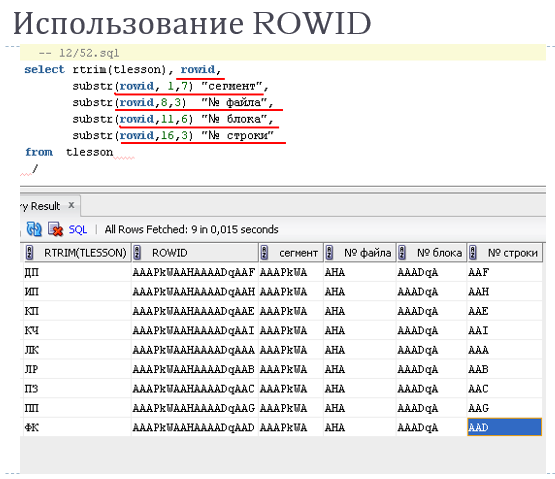 Использование ROWID
-- 12/52.sql
select rtrim(tlesson), rowid,
substr(rowid, 1,7) "сегмент",
substr(rowid,8,3) "№ файла",
substr(rowid,11,6) "№ блока",
substr(rowid,16,3) "№ строки"
from tlesson
/
ry Result x
SQL | All Rows Fetched: 9 in 0,015 seconds
RTRIM(TLESSON) ROWID сегмент № файла № блока № строки
ДП AAAPkWAAHAAAADqAAF AAAPkWA AHA AAADqA AAF
ИП AAAPkWAAHAAAADqAAH AAAPkWA AHA AAADqA AAH
КП AAAPkWAAHAAAADqAAE AAAPkWA AHA AAADqA AAE
КЧ AAAPkWAAHAAAADqAAI AAAPkWA AHA AAADqA AAI
ЛК AAAPkWAAHAAAADqAAA AAAPkWA AHA AAADqA AAA
ЛР AAAPkWAAHAAAADqAAB AAAPkWA AHA AAADqA AAB
ПЗ AAAPkWAAHAAAADqAAC AAAPkWA AHA AAADqA AAC
ПП AAAPkWAAHAAAADqAAG AAAPkWA AHA AAADqA AAG
ФК AAAPkWAAHAAAADqAAD AAAPkWA AHA AAADqA AAD